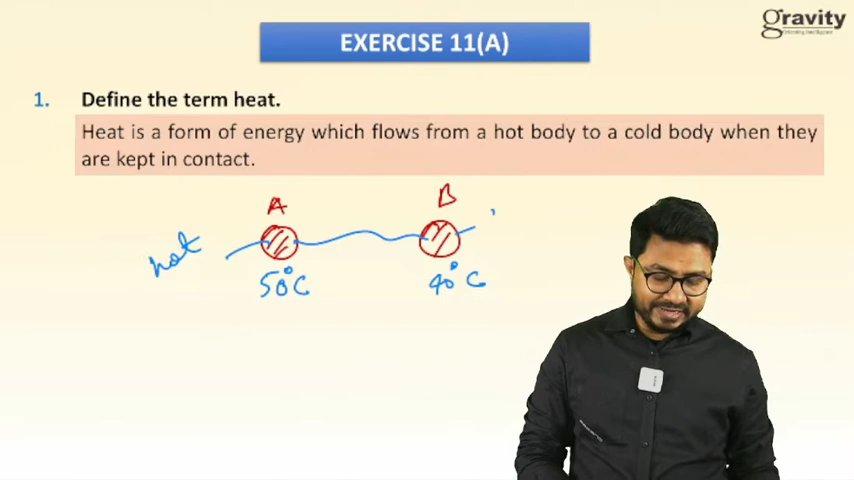 gravity
EXERCISE 11(A)
1. Define the term heat.
Heat is a form of energy which flows from a hot body to a cold body when they
are kept in contact.
A B
hot
50°C 40°C